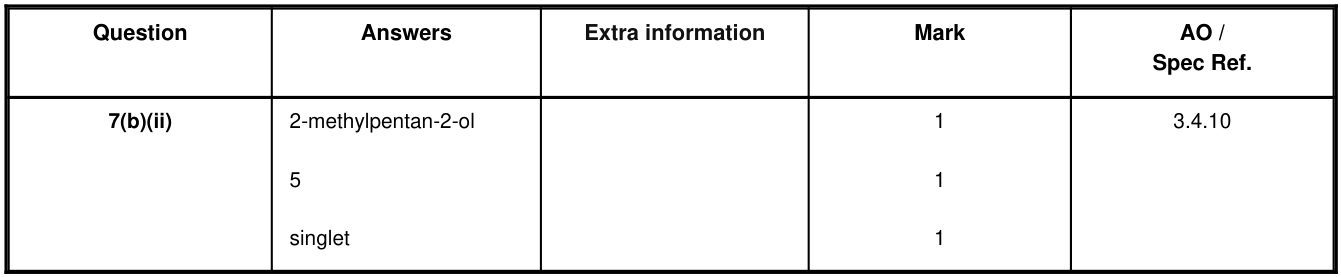 Question Answers Extra information Mark AO /
Spec Ref.
7(b)(ii) 2-methylpentan-2-ol 1 3.4.10
5 1
singlet 1